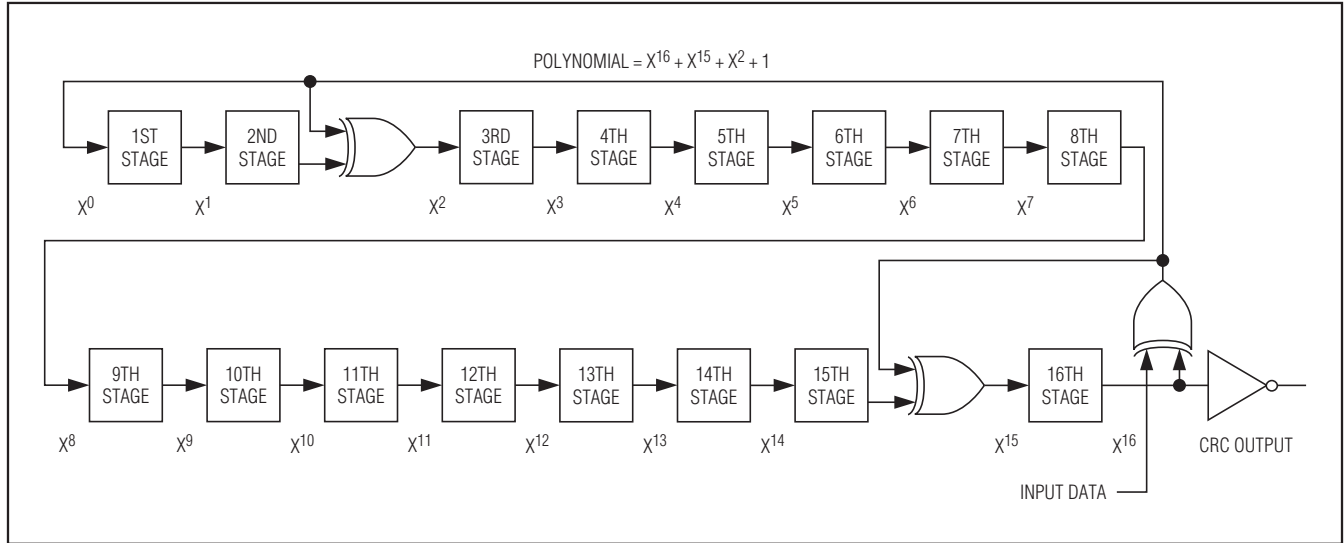 POLYNOMIAL = X¹⁶ + X¹⁵ + X² + 1
1ST STAGE
2ND STAGE
3RD STAGE
4TH STAGE
5TH STAGE
6TH STAGE
7TH STAGE
8TH STAGE
X⁰
X¹
X²
X³
X⁴
X⁵
X⁶
X⁷
9TH STAGE
10TH STAGE
11TH STAGE
12TH STAGE
13TH STAGE
14TH STAGE
15TH STAGE
16TH STAGE
X⁸
X⁹
X¹⁰
X¹¹
X¹²
X¹³
X¹⁴
X¹⁵
X¹⁶
CRC OUTPUT
INPUT DATA